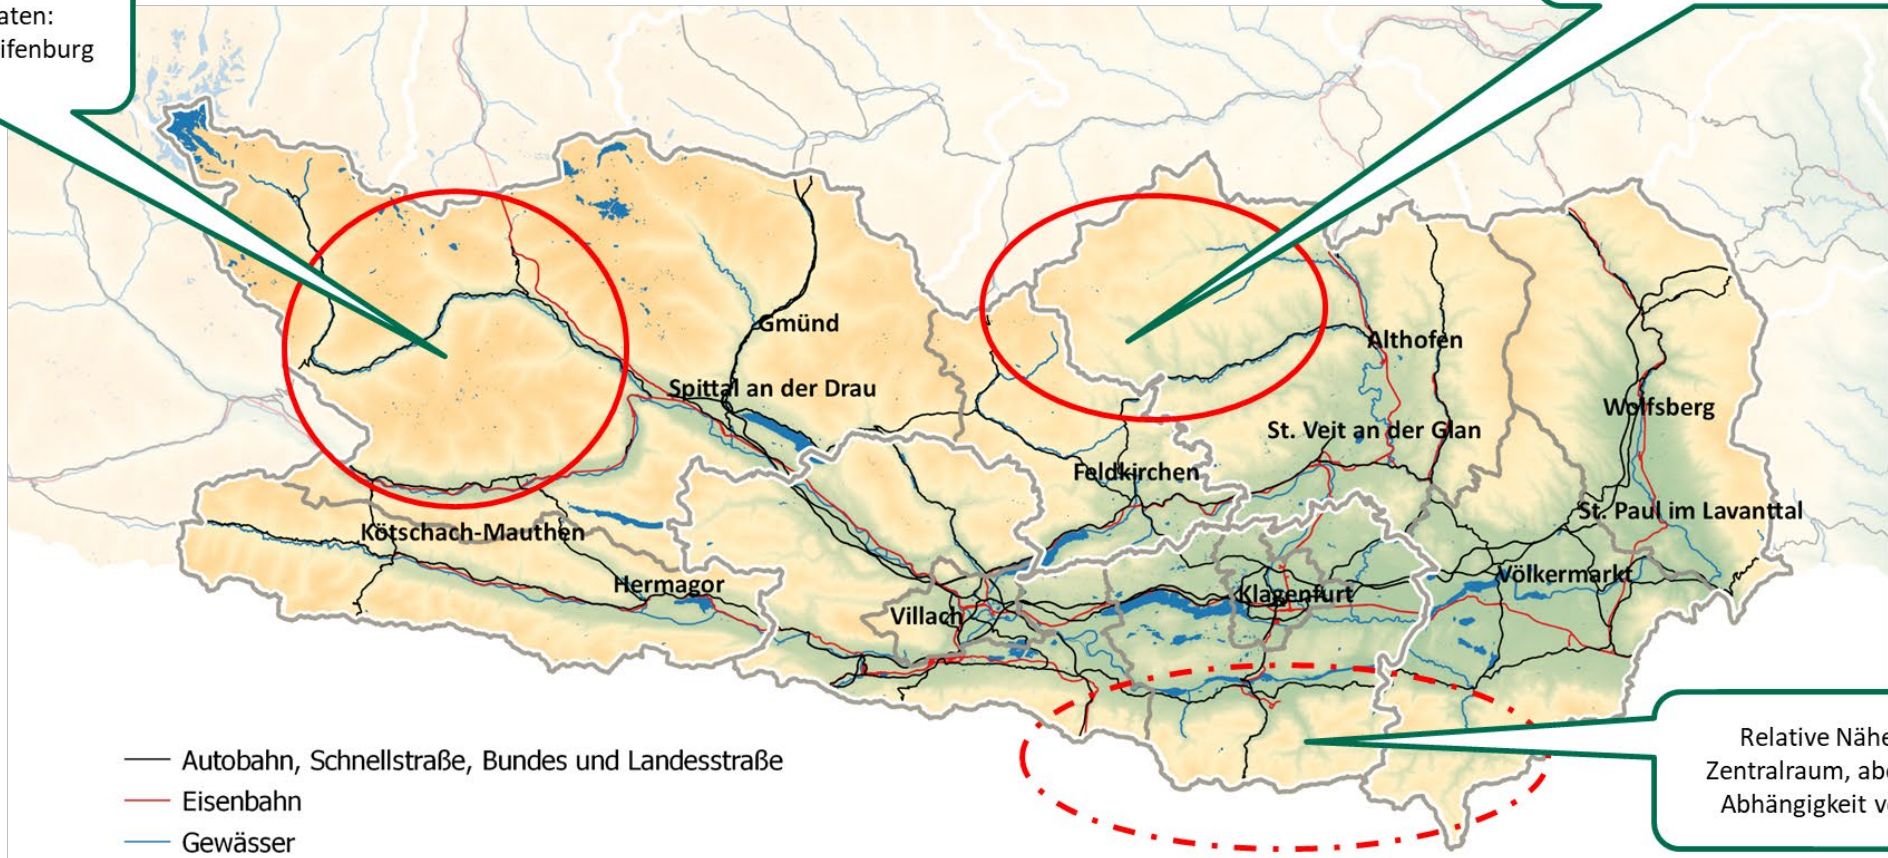 aten:
ifenburg
Gmünd
Althofen
Spittal an der Drau
Wolfsberg
St. Veit an der Glan
Feldkirchen
St. Paul im Lavanttal
Kötschach-Mauthen
Hermagor
Völkermarkt
Klagenfurt
Villach
Relative Nähe
Zentralraum, ab
Abhängigkeit v
Autobahn, Schnellstraße, Bundes und Landesstraße
Eisenbahn
Gewässer